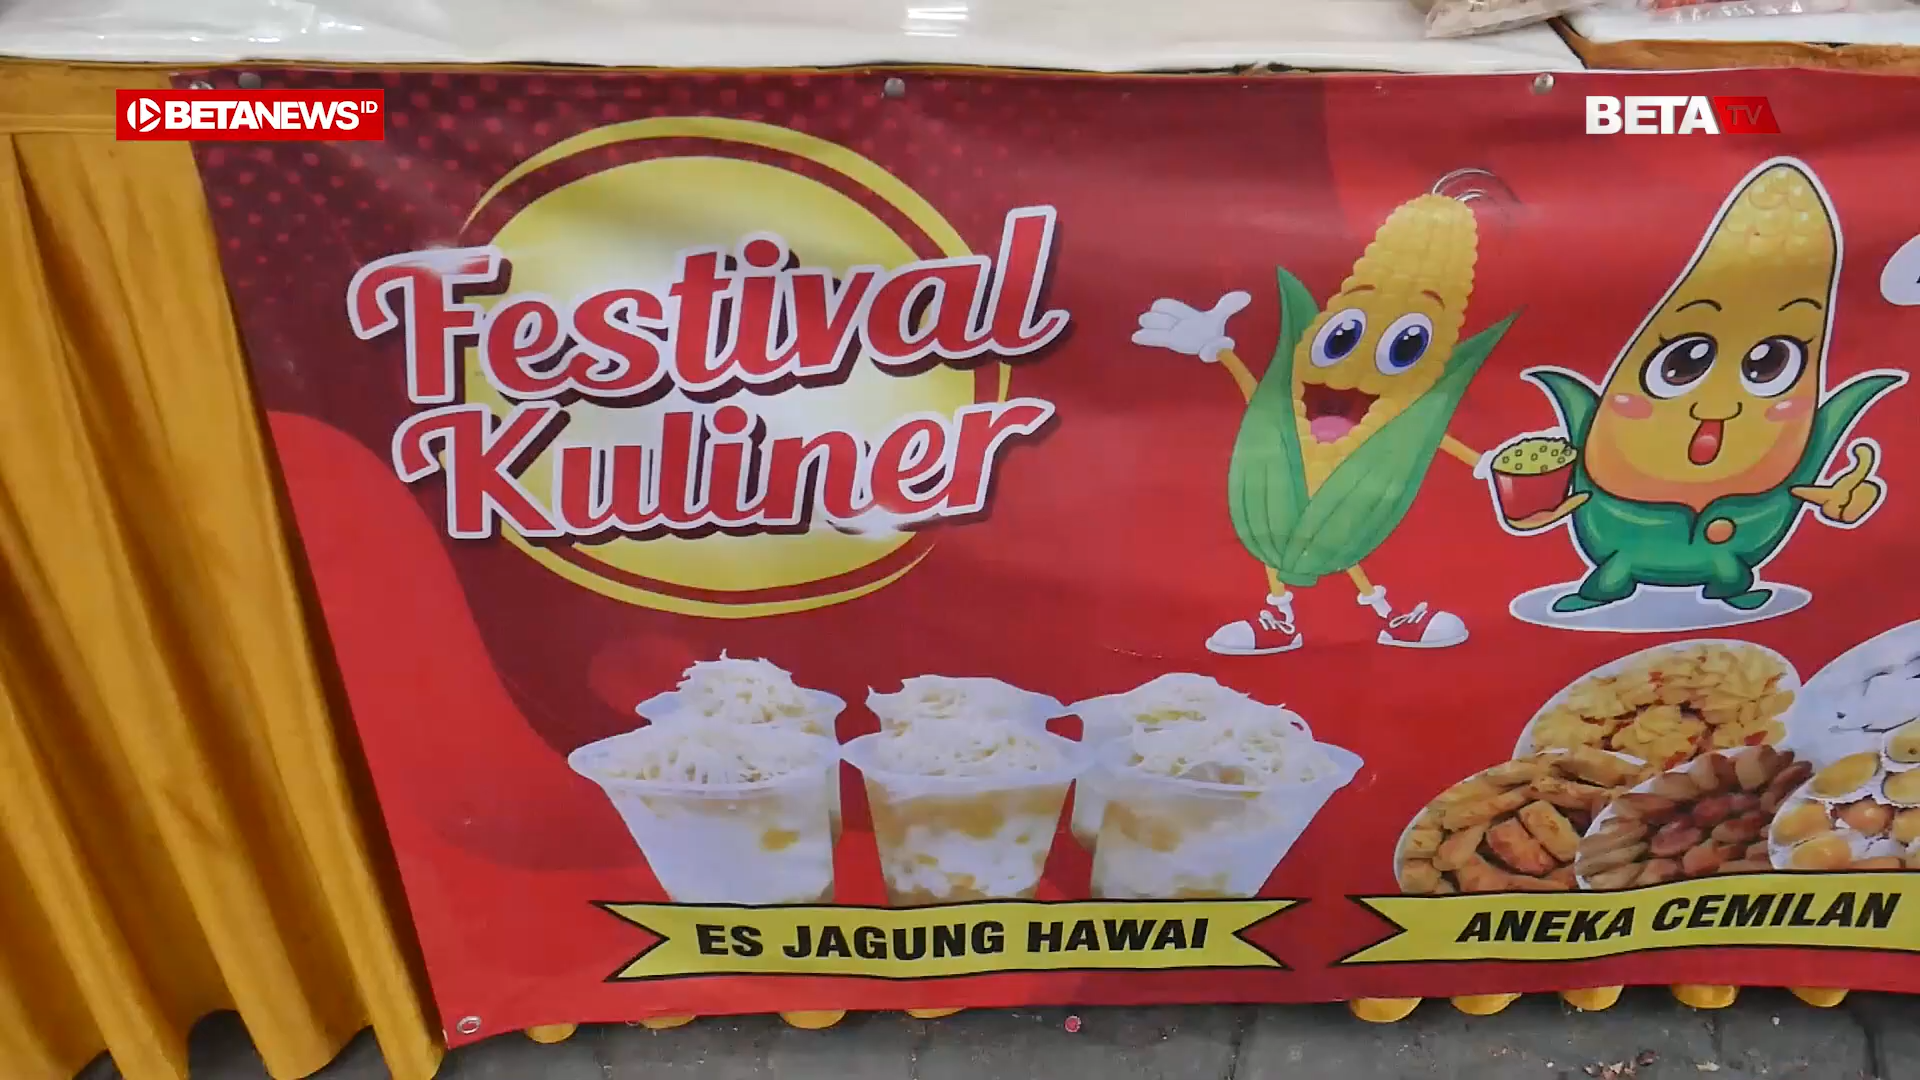 BETANEWS ID
BETA TV
Festival
Kuliner
ES JAGUNG HAWAI
ANEKA CEMILAN